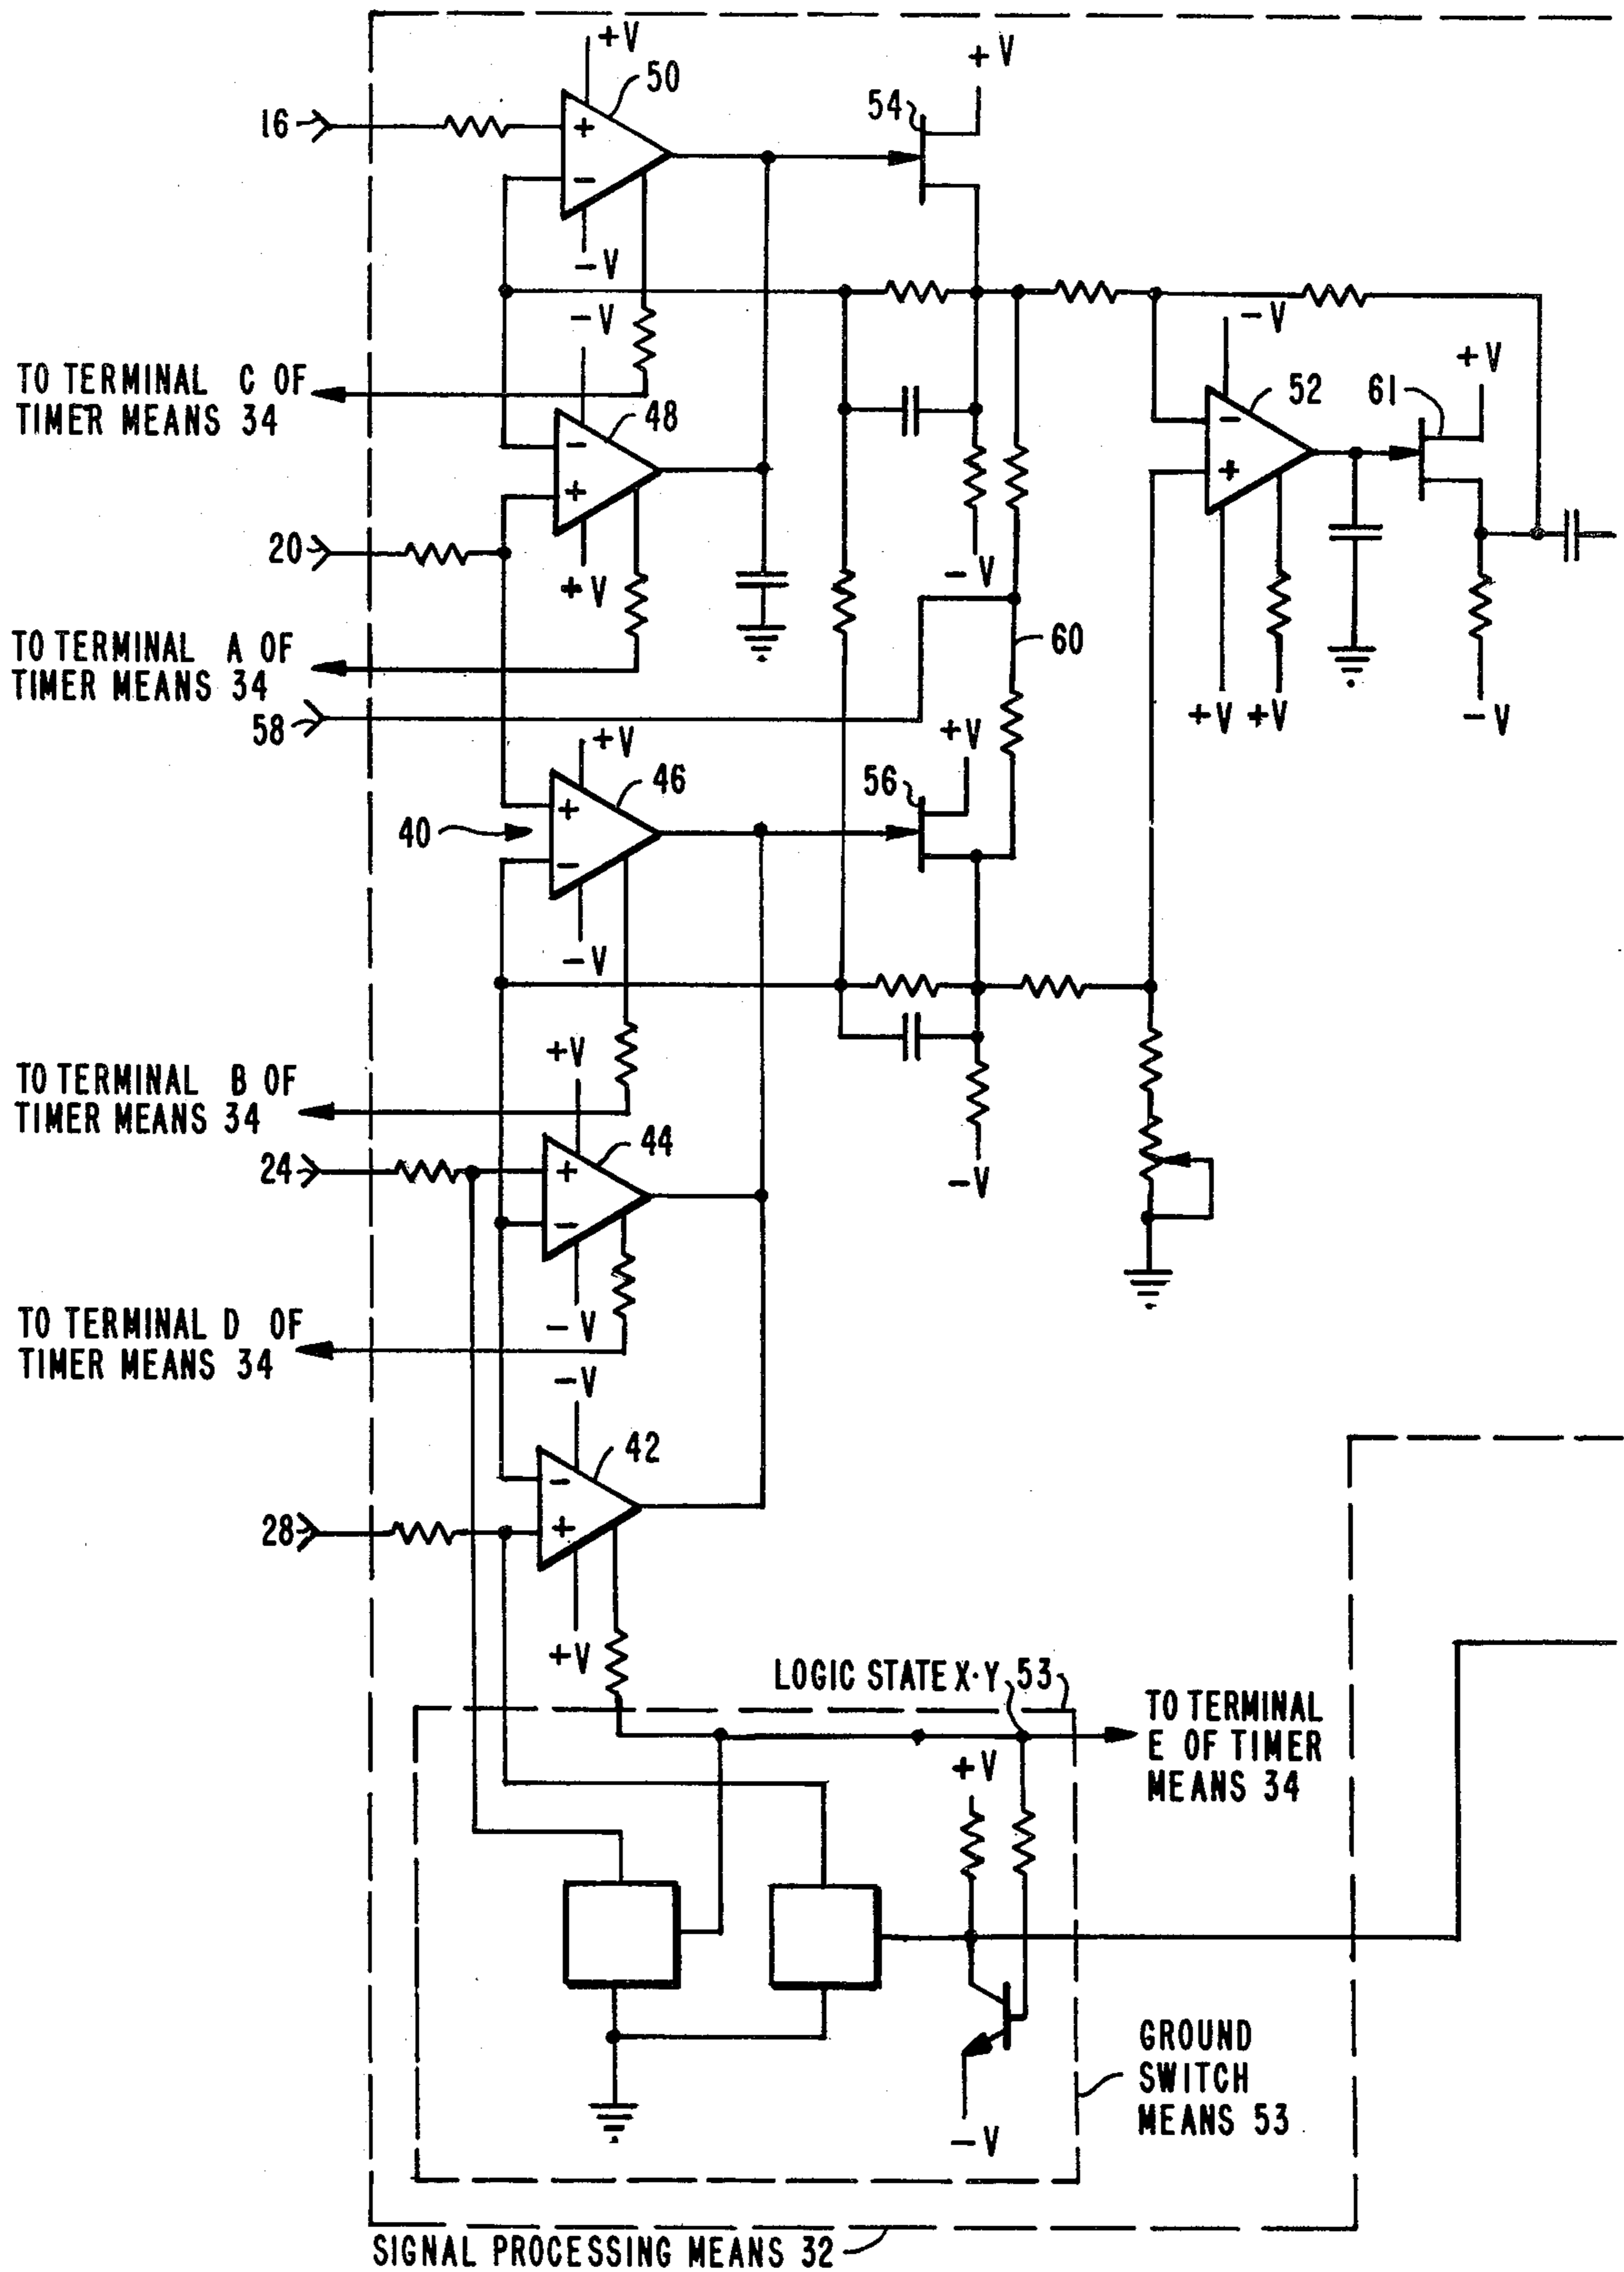 +V
50
+V
54
16
+
−
−V
−V
−V
+V
TO TERMINAL C OF
TIMER MEANS 34
48
52
61
−
+
−
+
20
+V
−V
60
TO TERMINAL A OF
TIMER MEANS 34
58
+V
+V
+V
−V
+V
46
56
40
+
−
−V
+V
TO TERMINAL B OF
TIMER MEANS 34
44
24
+
−
−V
−V
TO TERMINAL D OF
TIMER MEANS 34
−V
42
−
+
28
+V
LOGIC STATE X·Y
53
TO TERMINAL
E OF TIMER
MEANS 34
+V
GROUND
SWITCH
MEANS 53
−V
SIGNAL PROCESSING MEANS 32